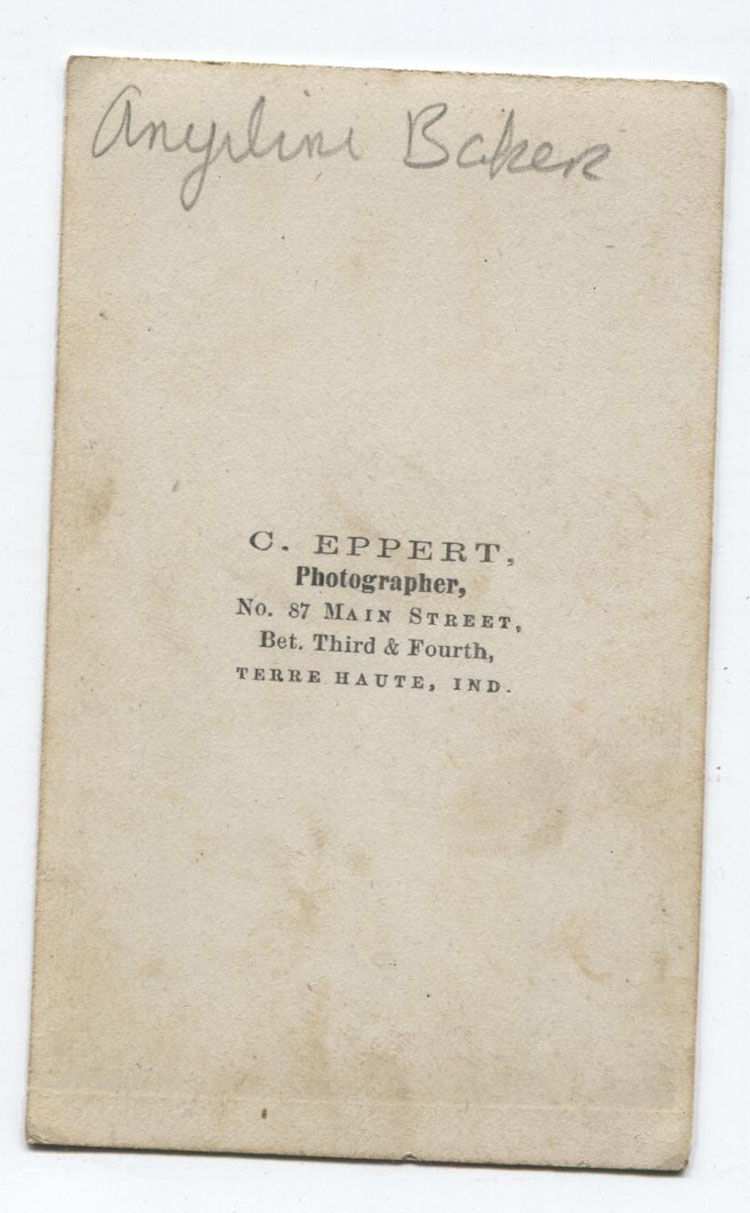 Angeline Baker
C. EPPERT,
Photographer,
No. 87 MAIN STREET,
Bet. Third & Fourth,
TERRE HAUTE, IND.